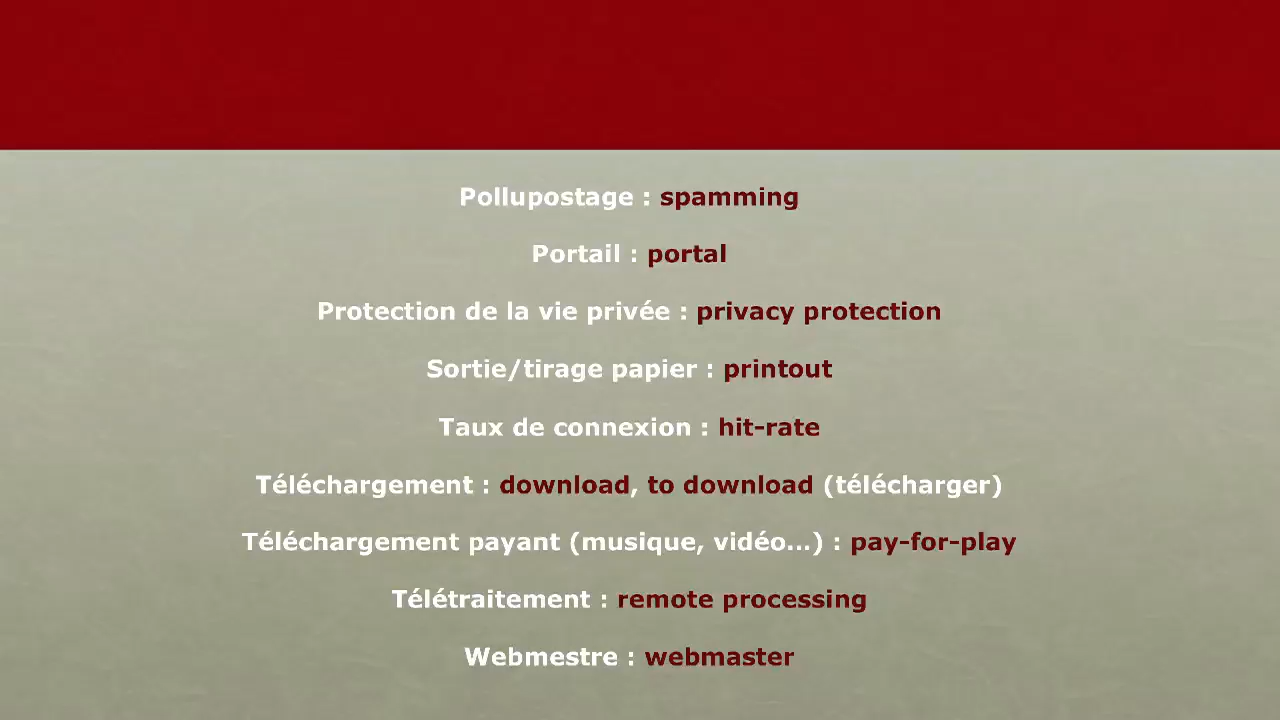 Pollupostage : spamming
Portail : portal
Protection de la vie privée : privacy protection
Sortie/tirage papier : printout
Taux de connexion : hit-rate
Téléchargement : download, to download (télécharger)
Téléchargement payant (musique, vidéo...) : pay-for-play
Télétraitement : remote processing
Webmestre : webmaster